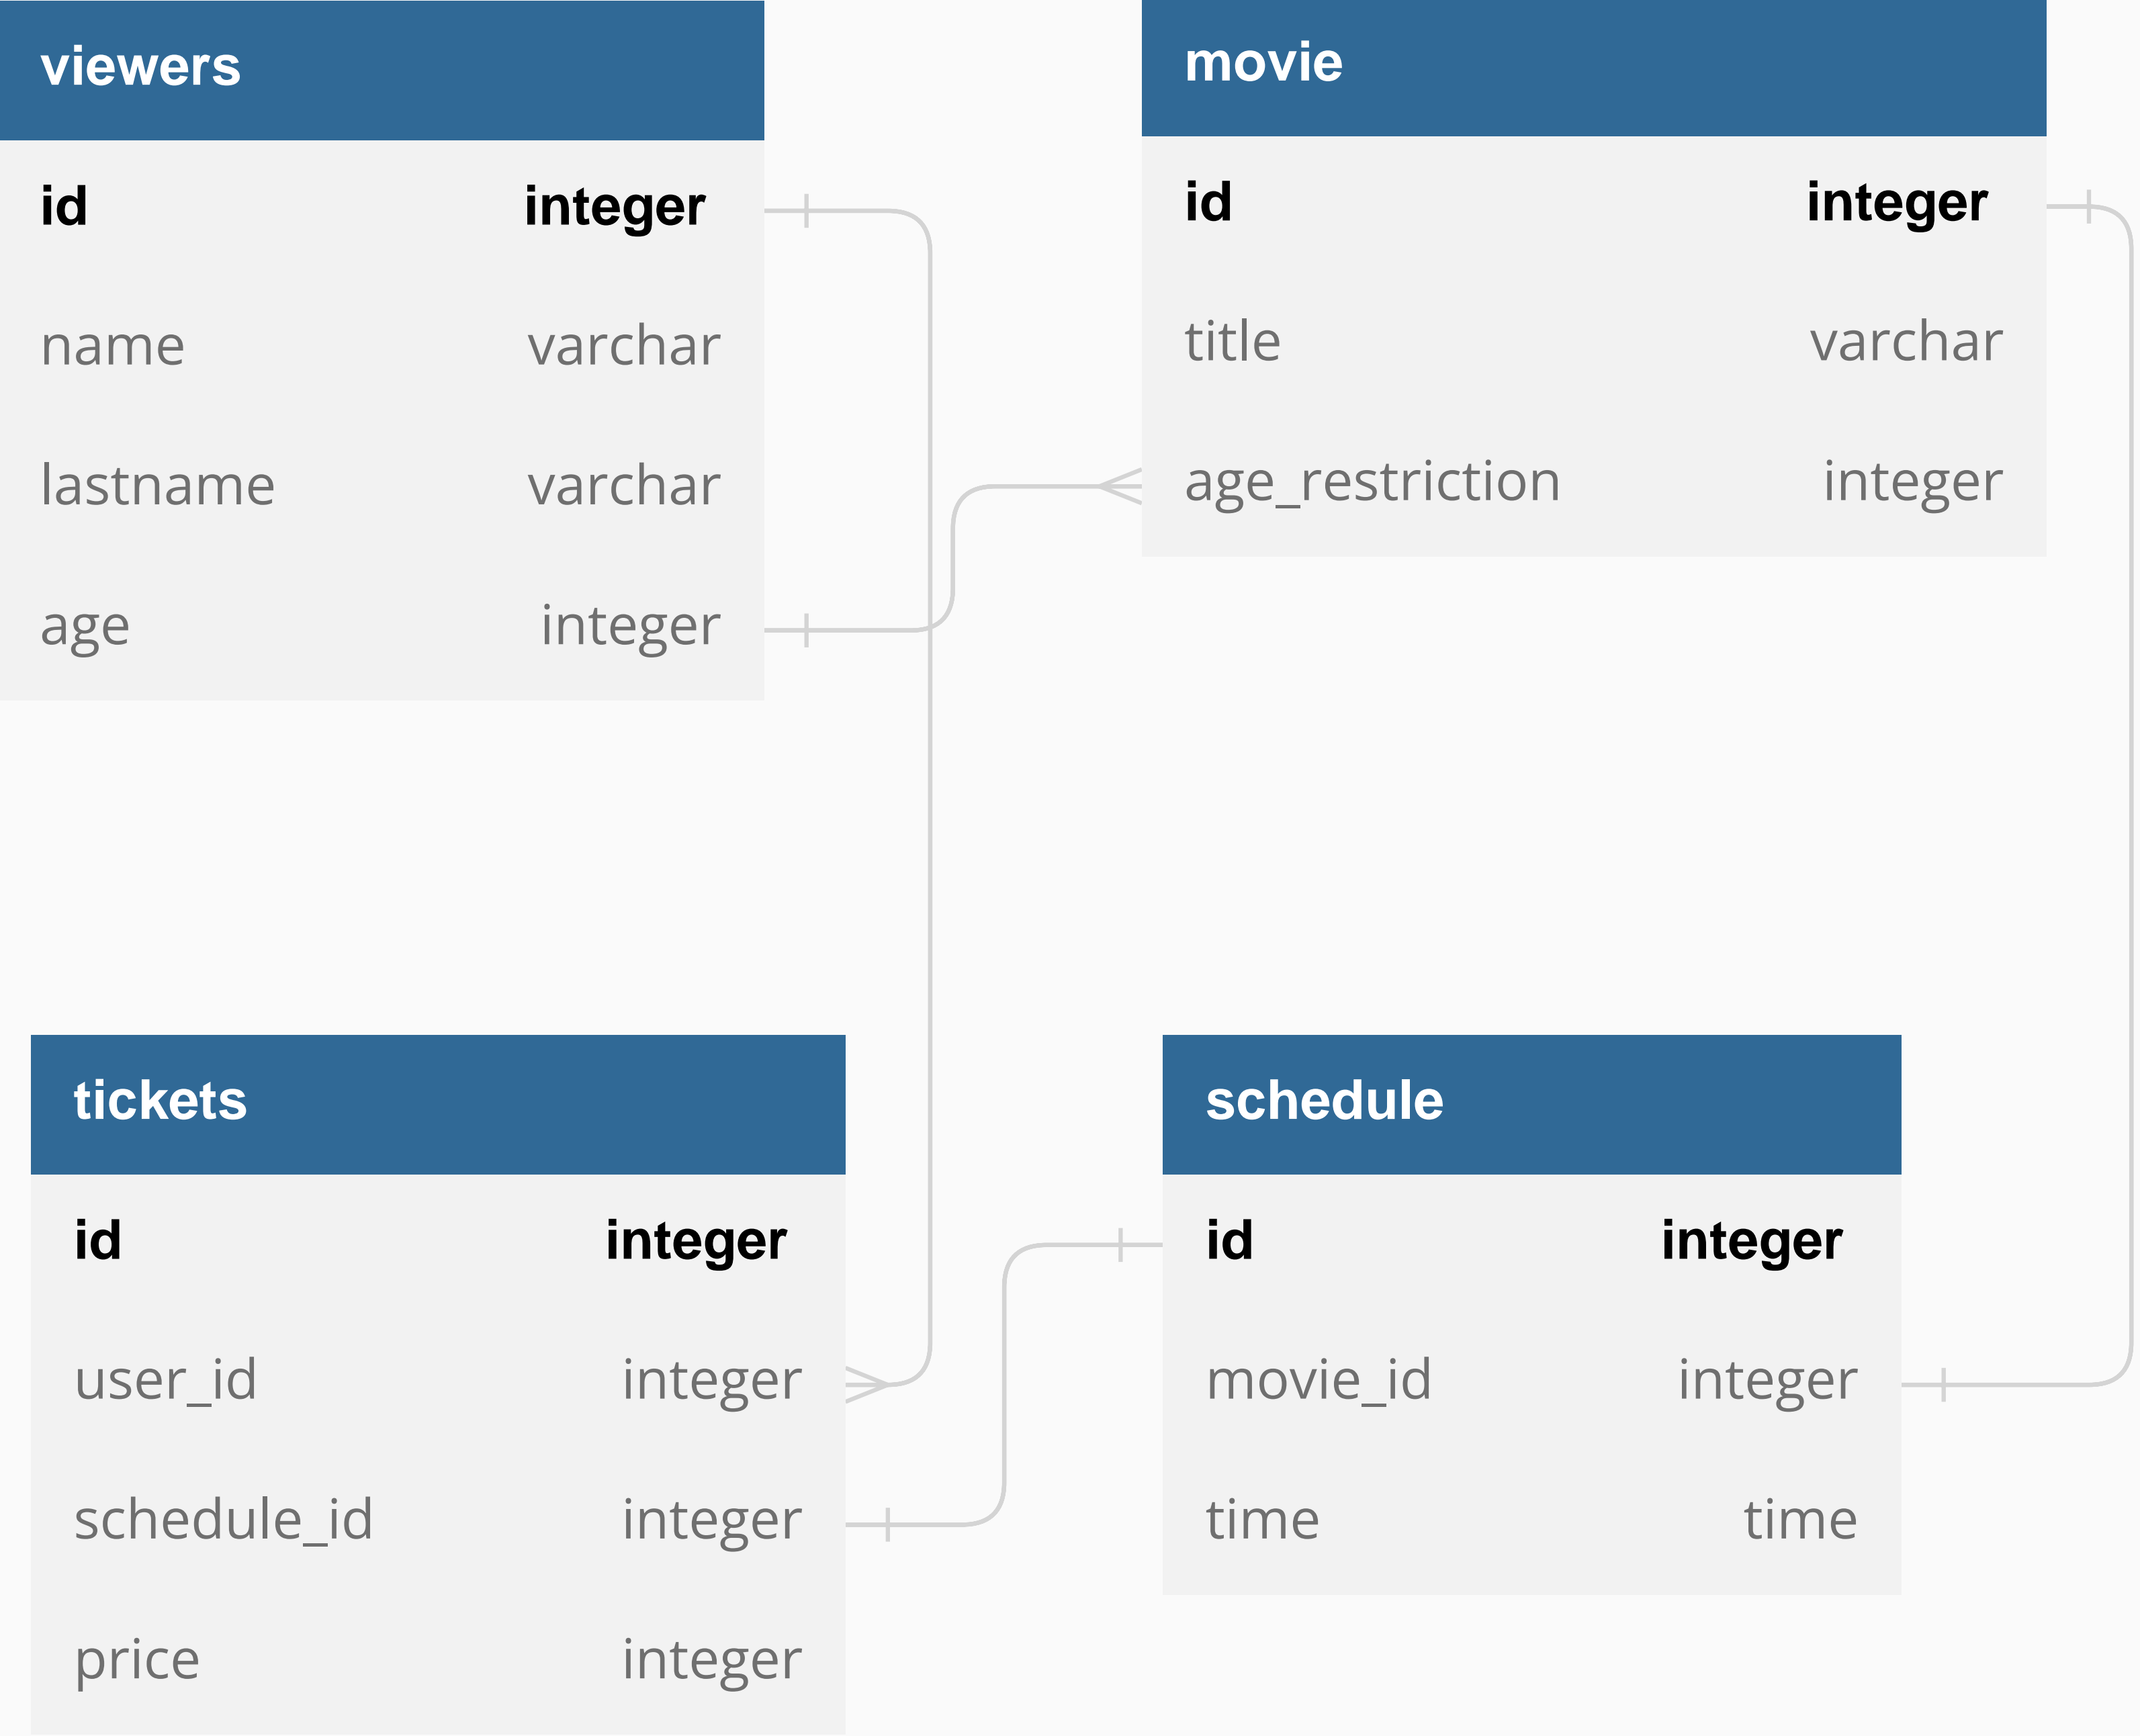 viewers
id integer
name varchar
lastname varchar
age integer
movie
id integer
title varchar
age_restriction integer
tickets
id integer
user_id integer
schedule_id integer
price integer
schedule
id integer
movie_id integer
time time